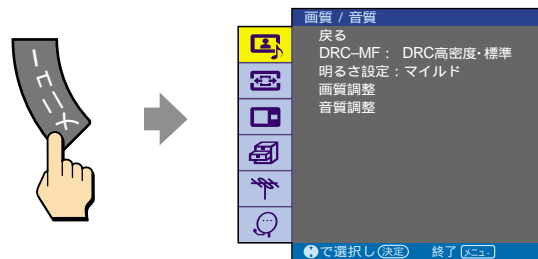 メニュー
画質 / 音質
戻る
DRC–MF： DRC高密度・標準
明るさ設定：マイルド
画質調整
音質調整
で選択し 決定 終了 メニュー